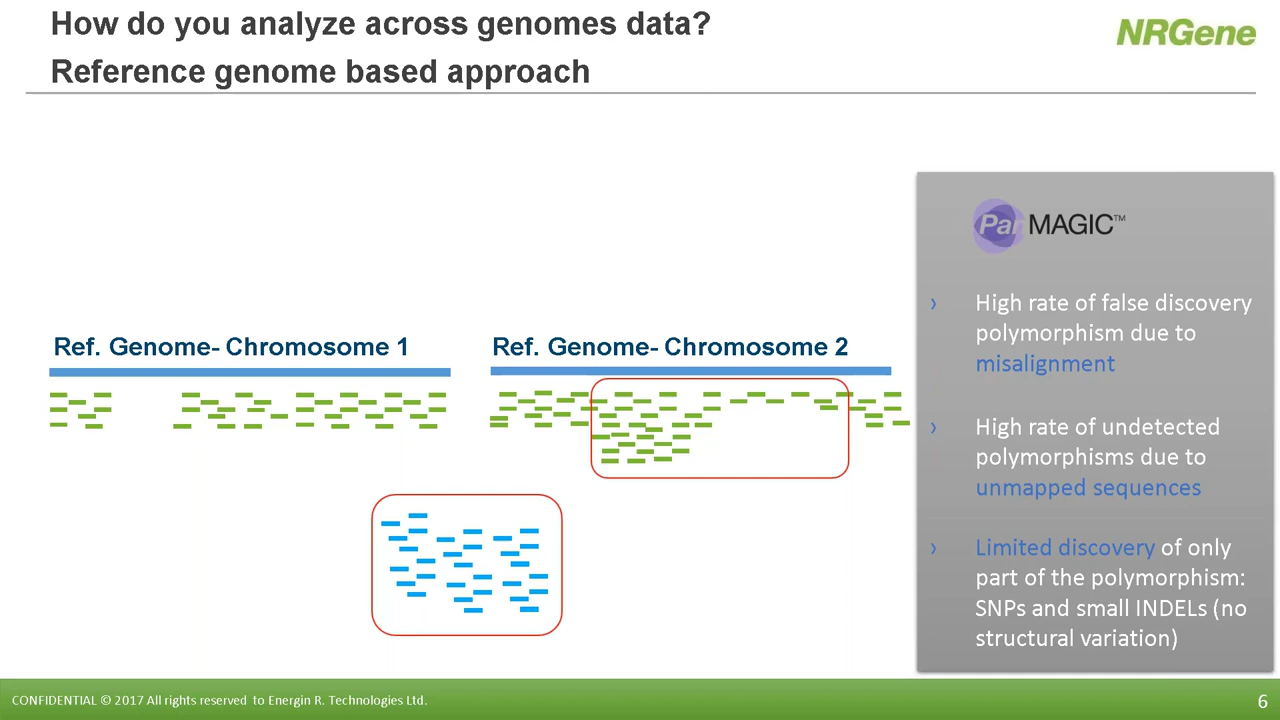 How do you analyze across genomes data?
Reference genome based approach
NRGene
Ref. Genome- Chromosome 1
Ref. Genome- Chromosome 2
Pan MAGIC™
› High rate of false discovery
polymorphism due to
misalignment
› High rate of undetected
polymorphisms due to
unmapped sequences
› Limited discovery of only
part of the polymorphism:
SNPs and small INDELs (no
structural variation)
CONFIDENTIAL © 2017 All rights reserved to Energin R. Technologies Ltd.
6